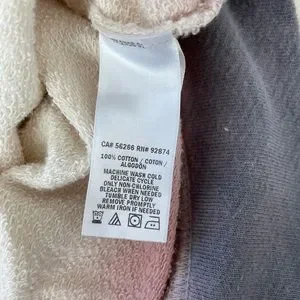 CA# 56266 RN# 92874
100% COTTON / COTON /
ALGODÓN
MACHINE WASH COLD
DELICATE CYCLE
ONLY NON-CHLORINE
BLEACH WHEN NEEDED
TUMBLE DRY LOW
REMOVE PROMPTLY
WARM IRON IF NEEDED